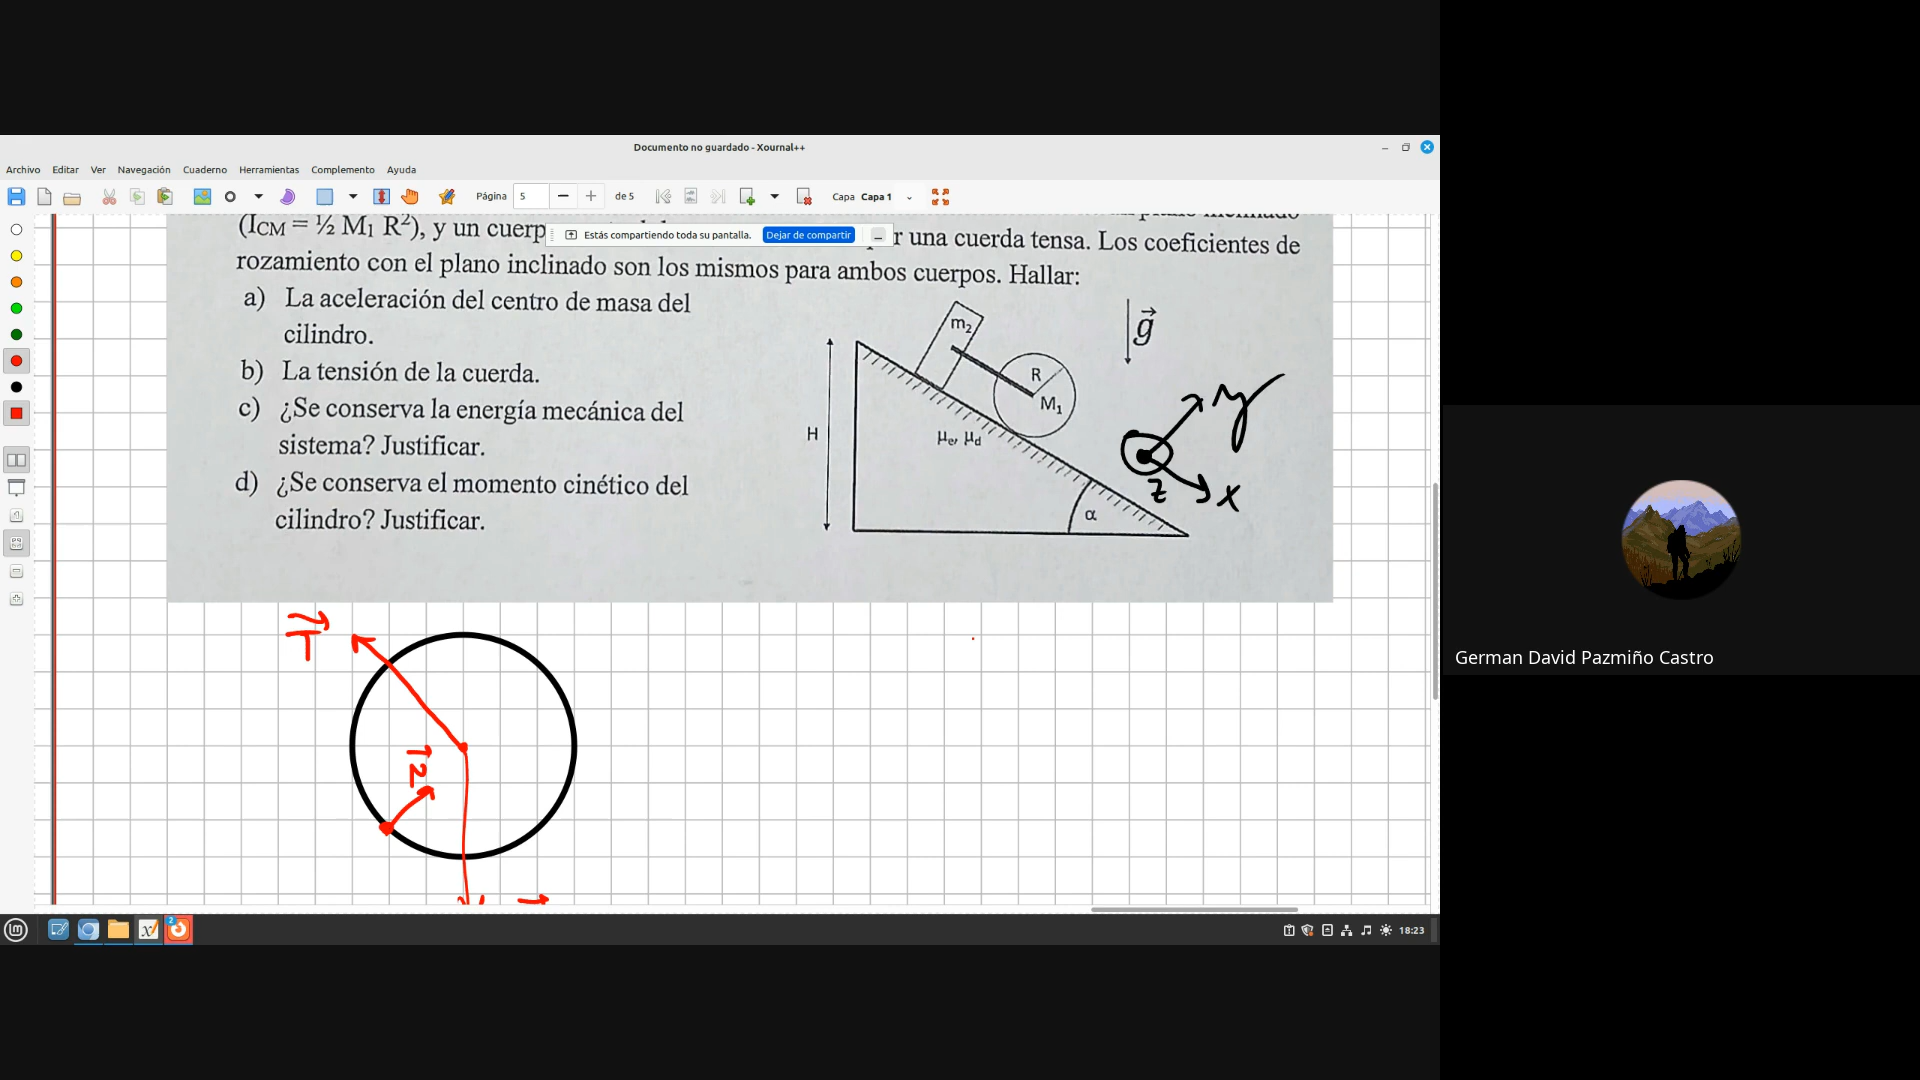 Documento no guardado - Xournal++
Archivo Editar Ver Navegación Cuaderno Herramientas Complemento Ayuda
Página 5 de 5 Capa Capa 1
plano inclinado
(ICM = ½ M1 R²), y un cuerp
Estás compartiendo toda su pantalla. Dejar de compartir
r una cuerda tensa. Los coeficientes de
rozamiento con el plano inclinado son los mismos para ambos cuerpos. Hallar:
a) La aceleración del centro de masa del
cilindro.
b) La tensión de la cuerda.
c) ¿Se conserva la energía mecánica del
sistema? Justificar.
d) ¿Se conserva el momento cinético del
cilindro? Justificar.
m2
R
M1
g
H
μe, μd
α
y
z
x
T
German David Pazmiño Castro
2
18:23